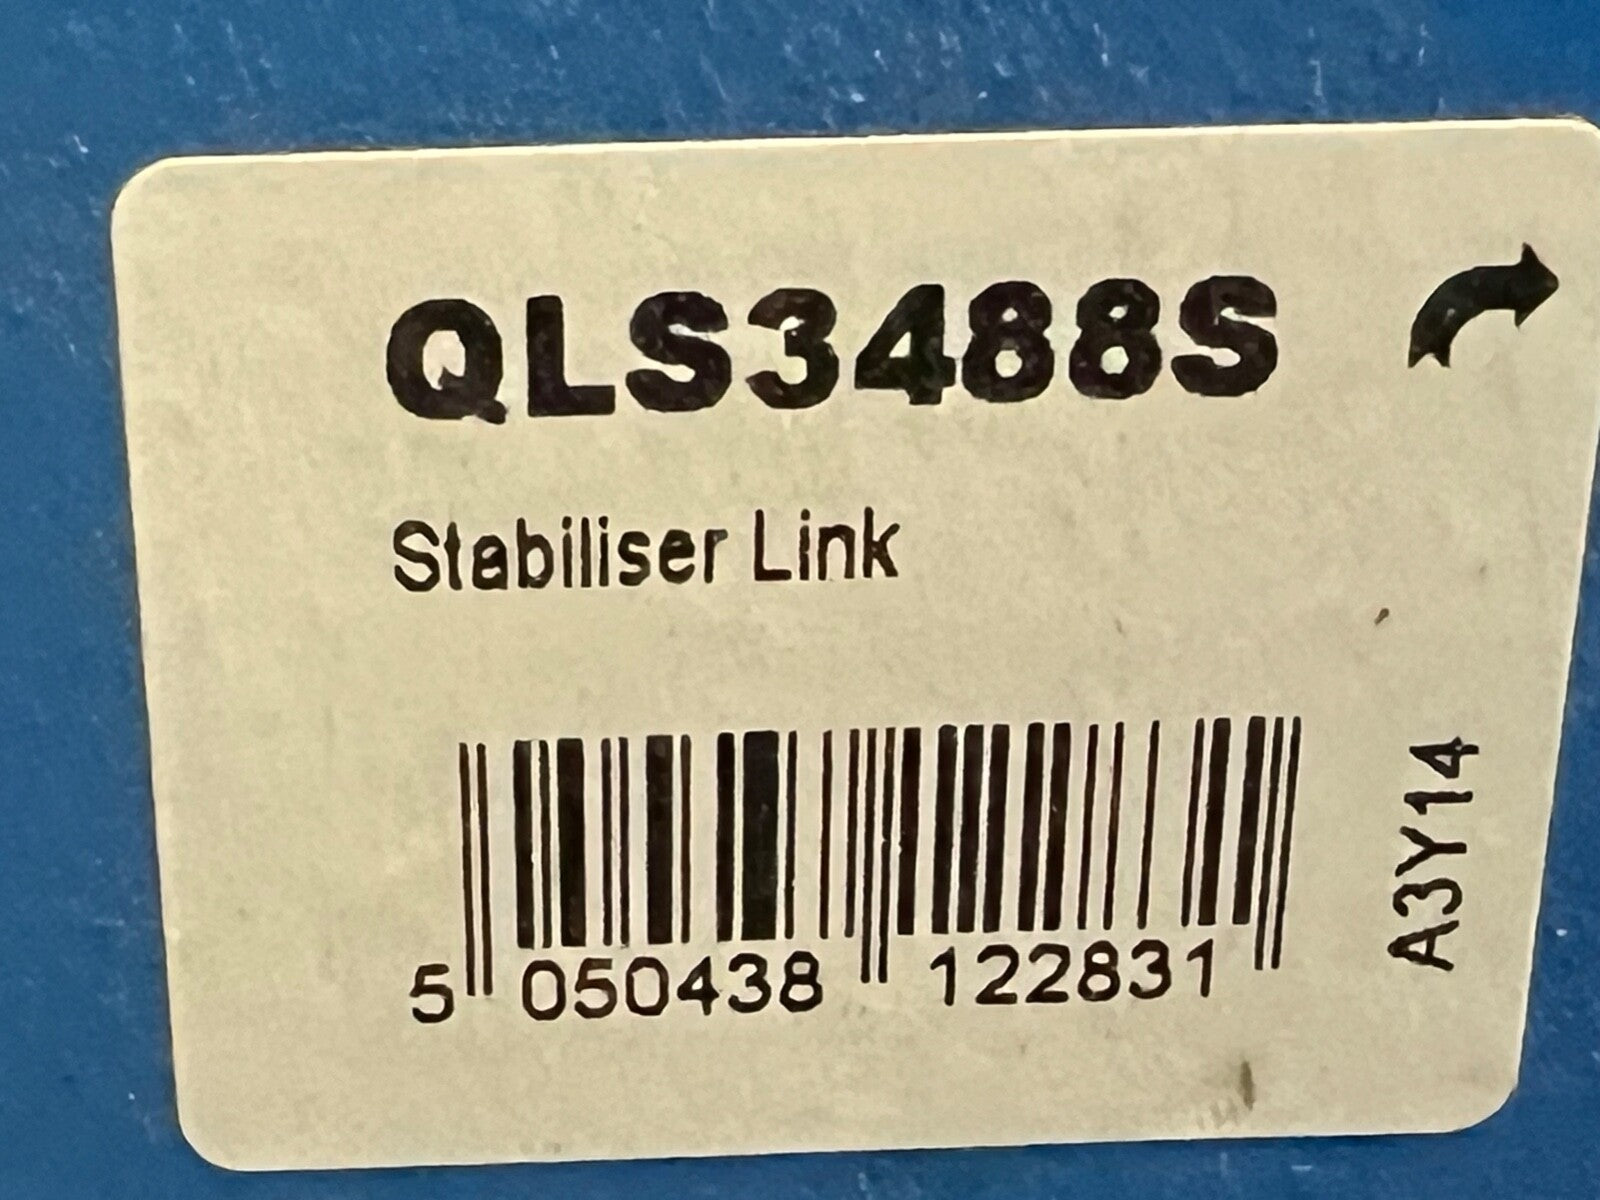 QLS3488S
Stabiliser Link
5 050438 122831
A3Y14